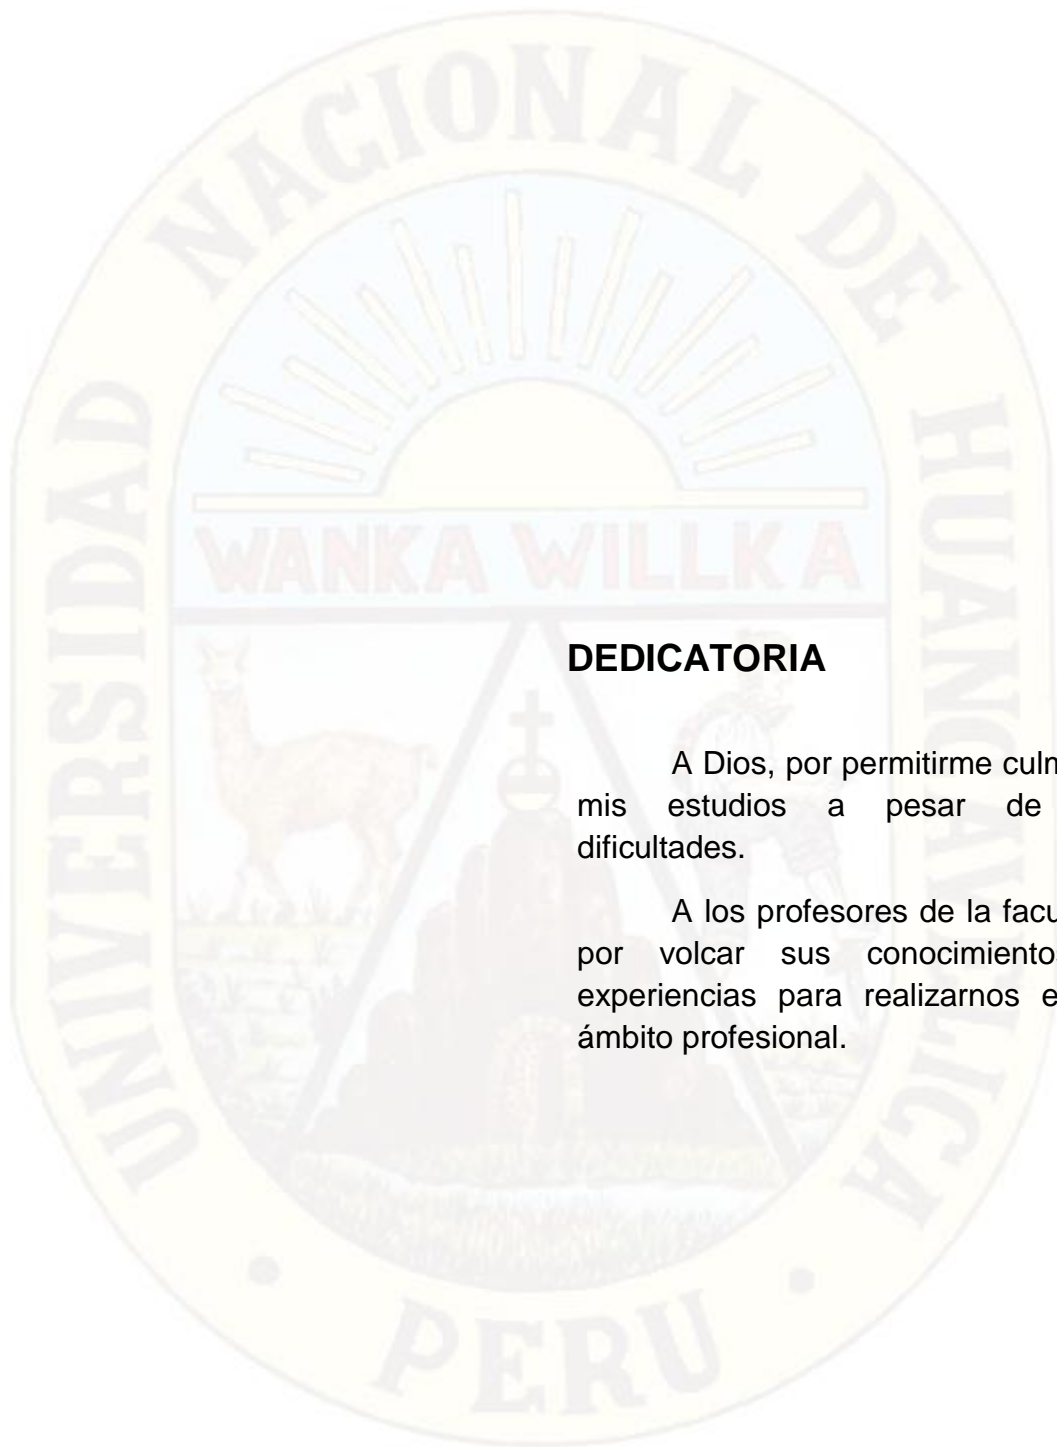 UNIVERSIDAD NACIONAL DE HUANCAVELICA
WANKA WILLKA
DEDICATORIA
A Dios, por permitirme
mis estudios a pesar de
dificultades.
A los profesores de la
por volcar sus
experiencias para realizarnos
ámbito profesional.
PERU